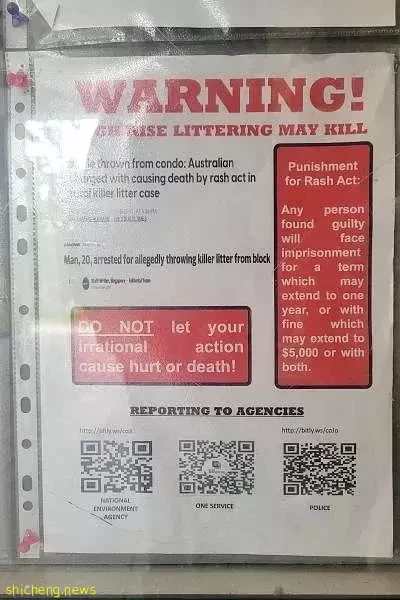 WARNING!
RISE LITTERING MAY KILL
thrown from condo: Australian
with causing death by rash act in
killer litter case
Man, 20, arrested for allegedly throwing killer litter from block
DO NOT let your
irrational action
cause hurt or death!
Punishment
for Rash Act:
Any person
found guilty
will face
imprisonment
for a term
which may
extend to one
year, or with
fine which
may extend to
$5,000 or with
both.
REPORTING TO AGENCIES
NATIONAL
ENVIRONMENT
AGENCY
ONE SERVICE
POLICE
shicheng.news